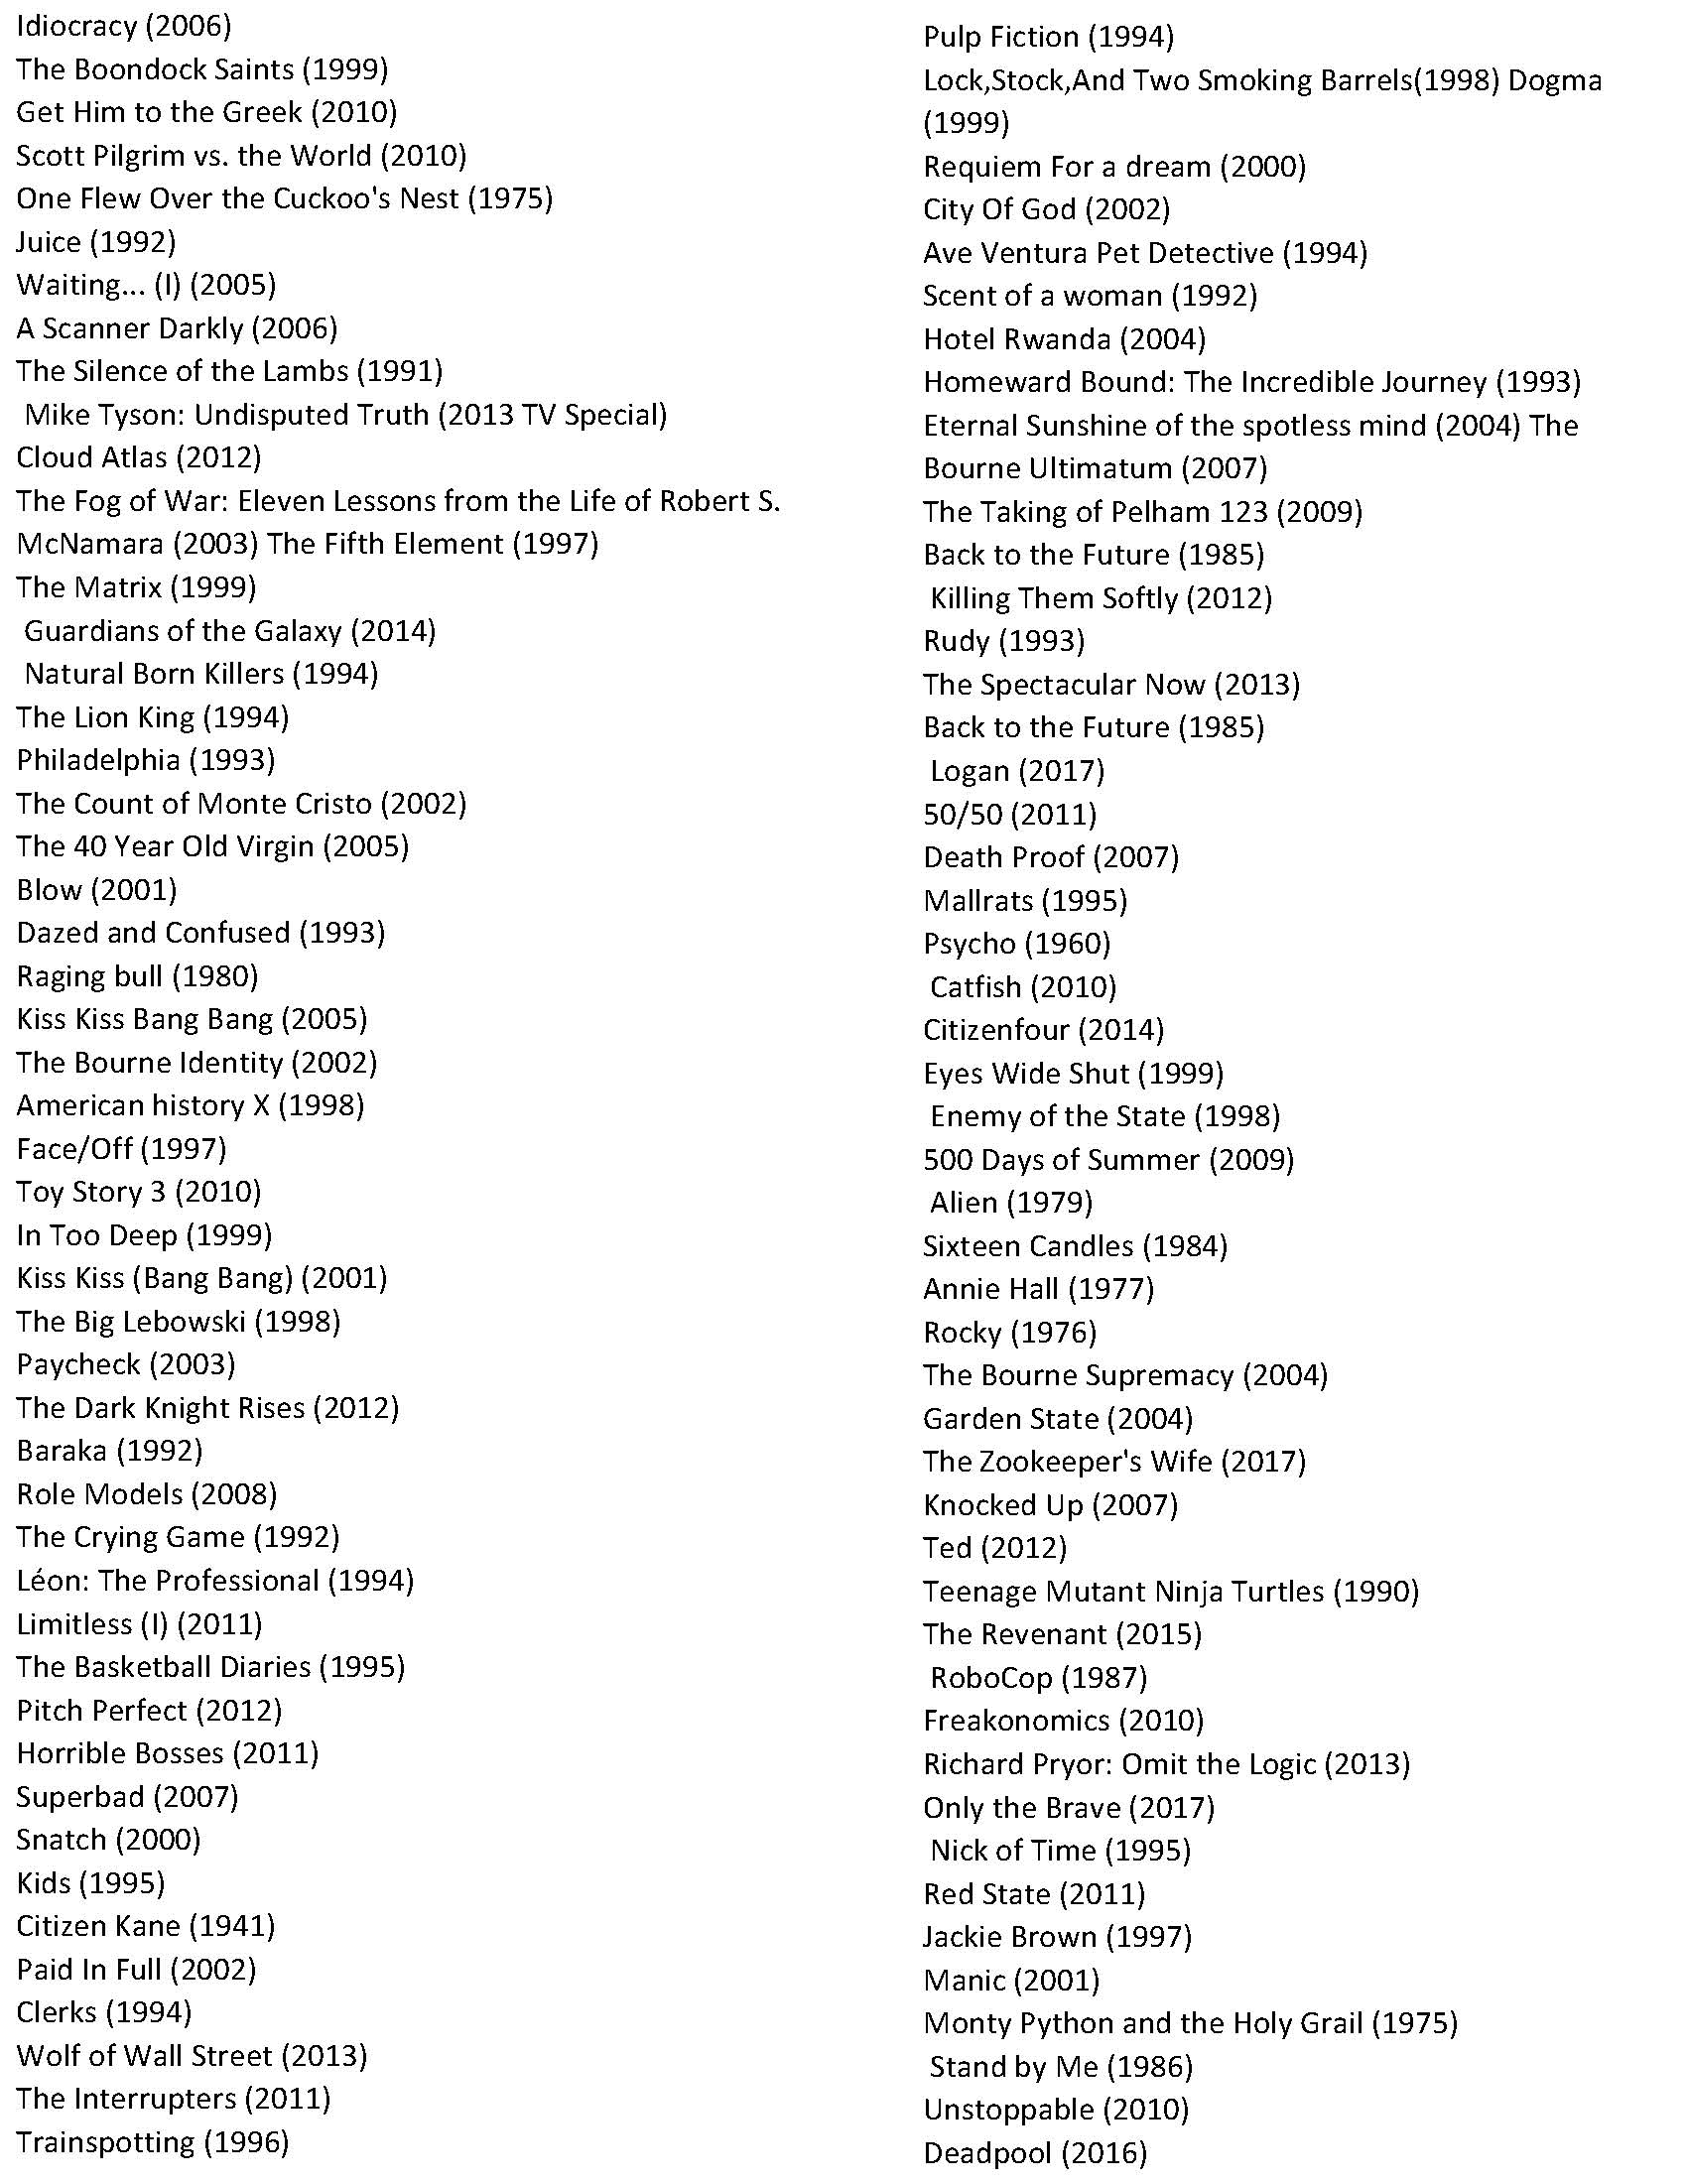 Idiocracy (2006)
The Boondock Saints (1999)
Get Him to the Greek (2010)
Scott Pilgrim vs. the World (2010)
One Flew Over the Cuckoo's Nest (1975)
Juice (1992)
Waiting... (I) (2005)
A Scanner Darkly (2006)
The Silence of the Lambs (1991)
Mike Tyson: Undisputed Truth (2013 TV Special)
Cloud Atlas (2012)
The Fog of War: Eleven Lessons from the Life of Robert S.
McNamara (2003) The Fifth Element (1997)
The Matrix (1999)
Guardians of the Galaxy (2014)
Natural Born Killers (1994)
The Lion King (1994)
Philadelphia (1993)
The Count of Monte Cristo (2002)
The 40 Year Old Virgin (2005)
Blow (2001)
Dazed and Confused (1993)
Raging bull (1980)
Kiss Kiss Bang Bang (2005)
The Bourne Identity (2002)
American history X (1998)
Face/Off (1997)
Toy Story 3 (2010)
In Too Deep (1999)
Kiss Kiss (Bang Bang) (2001)
The Big Lebowski (1998)
Paycheck (2003)
The Dark Knight Rises (2012)
Baraka (1992)
Role Models (2008)
The Crying Game (1992)
Léon: The Professional (1994)
Limitless (I) (2011)
The Basketball Diaries (1995)
Pitch Perfect (2012)
Horrible Bosses (2011)
Superbad (2007)
Snatch (2000)
Kids (1995)
Citizen Kane (1941)
Paid In Full (2002)
Clerks (1994)
Wolf of Wall Street (2013)
The Interrupters (2011)
Trainspotting (1996)
Pulp Fiction (1994)
Lock,Stock,And Two Smoking Barrels(1998) Dogma
(1999)
Requiem For a dream (2000)
City Of God (2002)
Ave Ventura Pet Detective (1994)
Scent of a woman (1992)
Hotel Rwanda (2004)
Homeward Bound: The Incredible Journey (1993)
Eternal Sunshine of the spotless mind (2004) The
Bourne Ultimatum (2007)
The Taking of Pelham 123 (2009)
Back to the Future (1985)
Killing Them Softly (2012)
Rudy (1993)
The Spectacular Now (2013)
Back to the Future (1985)
Logan (2017)
50/50 (2011)
Death Proof (2007)
Mallrats (1995)
Psycho (1960)
Catfish (2010)
Citizenfour (2014)
Eyes Wide Shut (1999)
Enemy of the State (1998)
500 Days of Summer (2009)
Alien (1979)
Sixteen Candles (1984)
Annie Hall (1977)
Rocky (1976)
The Bourne Supremacy (2004)
Garden State (2004)
The Zookeeper's Wife (2017)
Knocked Up (2007)
Ted (2012)
Teenage Mutant Ninja Turtles (1990)
The Revenant (2015)
RoboCop (1987)
Freakonomics (2010)
Richard Pryor: Omit the Logic (2013)
Only the Brave (2017)
Nick of Time (1995)
Red State (2011)
Jackie Brown (1997)
Manic (2001)
Monty Python and the Holy Grail (1975)
Stand by Me (1986)
Unstoppable (2010)
Deadpool (2016)